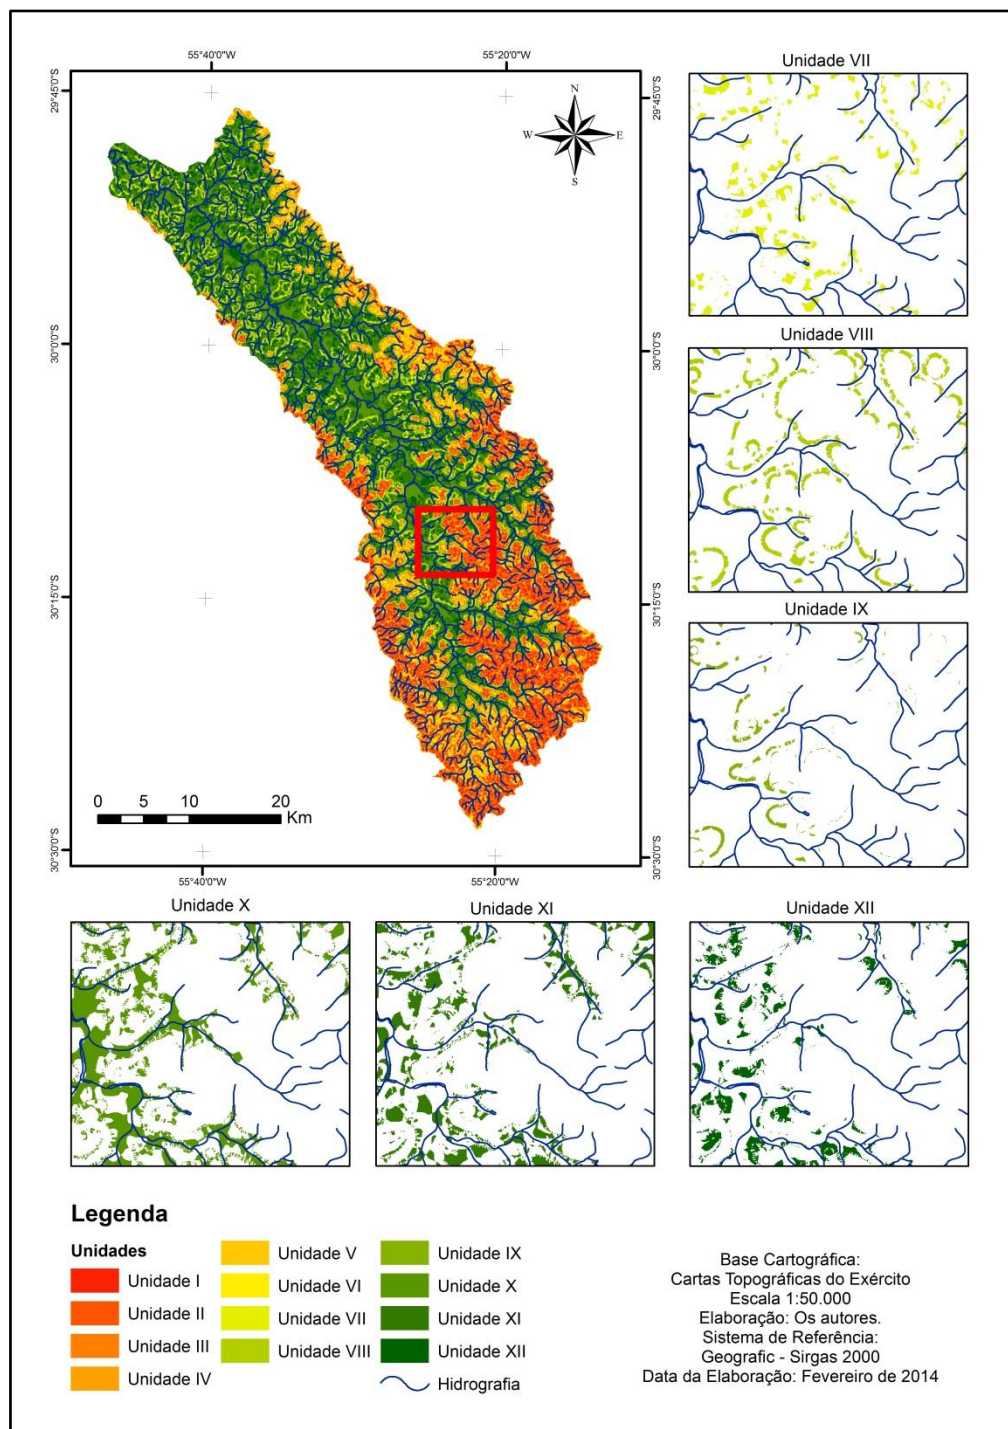 55°40'0"W
55°20'0"W
29°45'0"S
29°45'0"S
N
W
E
S
30°0'0"S
30°0'0"S
30°15'0"S
30°15'0"S
0 5 10 20
Km
30°30'0"S
30°30'0"S
55°40'0"W
55°20'0"W
Unidade VII
Unidade VIII
Unidade IX
Unidade X
Unidade XI
Unidade XII
Legenda
Unidades
Unidade I
Unidade II
Unidade III
Unidade IV
Unidade V
Unidade VI
Unidade VII
Unidade VIII
Unidade IX
Unidade X
Unidade XI
Unidade XII
Hidrografia
Base Cartográfica:
Cartas Topográficas do Exército
Escala 1:50.000
Elaboração: Os autores.
Sistema de Referência:
Geografic - Sirgas 2000
Data da Elaboração: Fevereiro de 2014